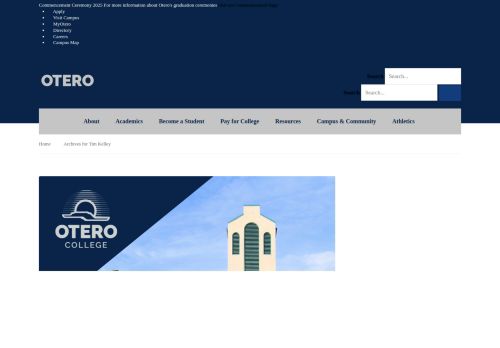 Commencement Ceremony 2025 For more information about Otero's graduation ceremonies
Apply
Visit Campus
MyOtero
Directory
Careers
Campus Map
Search
Search...
OTERO
Search
Search...
About
Academics
Become a Student
Pay for College
Resources
Campus & Community
Athletics
Home
Archives for Tim Kelley
OTERO
COLLEGE